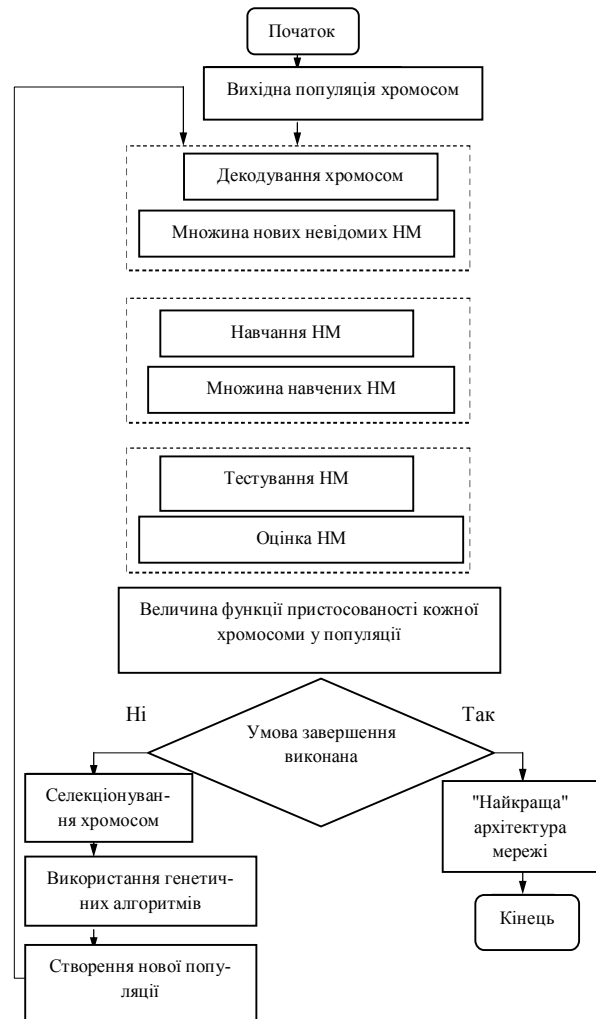 Початок
Вихідна популяція хромосом
Декодування хромосом
Множина нових невідомих НМ
Навчання НМ
Множина навчених НМ
Тестування НМ
Оцінка НМ
Величина функції пристосованості кожної
хромосоми у популяції
Ні
Так
Умова завершення
виконана
Селекціонуван-
ня хромосом
"Найкраща"
архітектура
мережі
Використання генетич-
них алгоритмів
Кінець
Створення нової попу-
ляції